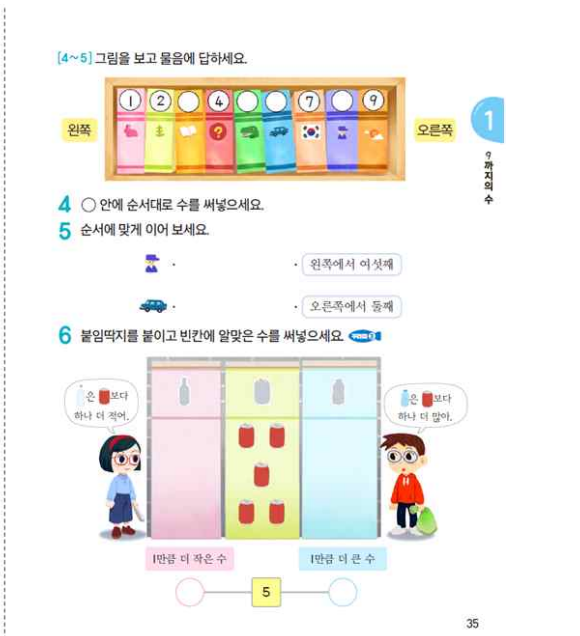 [4~5] 그림을 보고 물음에 답하세요.
1 2 4 7 9
왼쪽
?
오른쪽
1
9까지의 수
4 ○ 안에 순서대로 수를 써넣으세요.
5 순서에 맞게 이어 보세요.
왼쪽에서 여섯째
오른쪽에서 둘째
6 붙임딱지를 붙이고 빈칸에 알맞은 수를 써넣으세요.
은 보다
하나 더 적어.
은 보다
하나 더 많아.
1만큼 더 작은 수
1만큼 더 큰 수
5
35